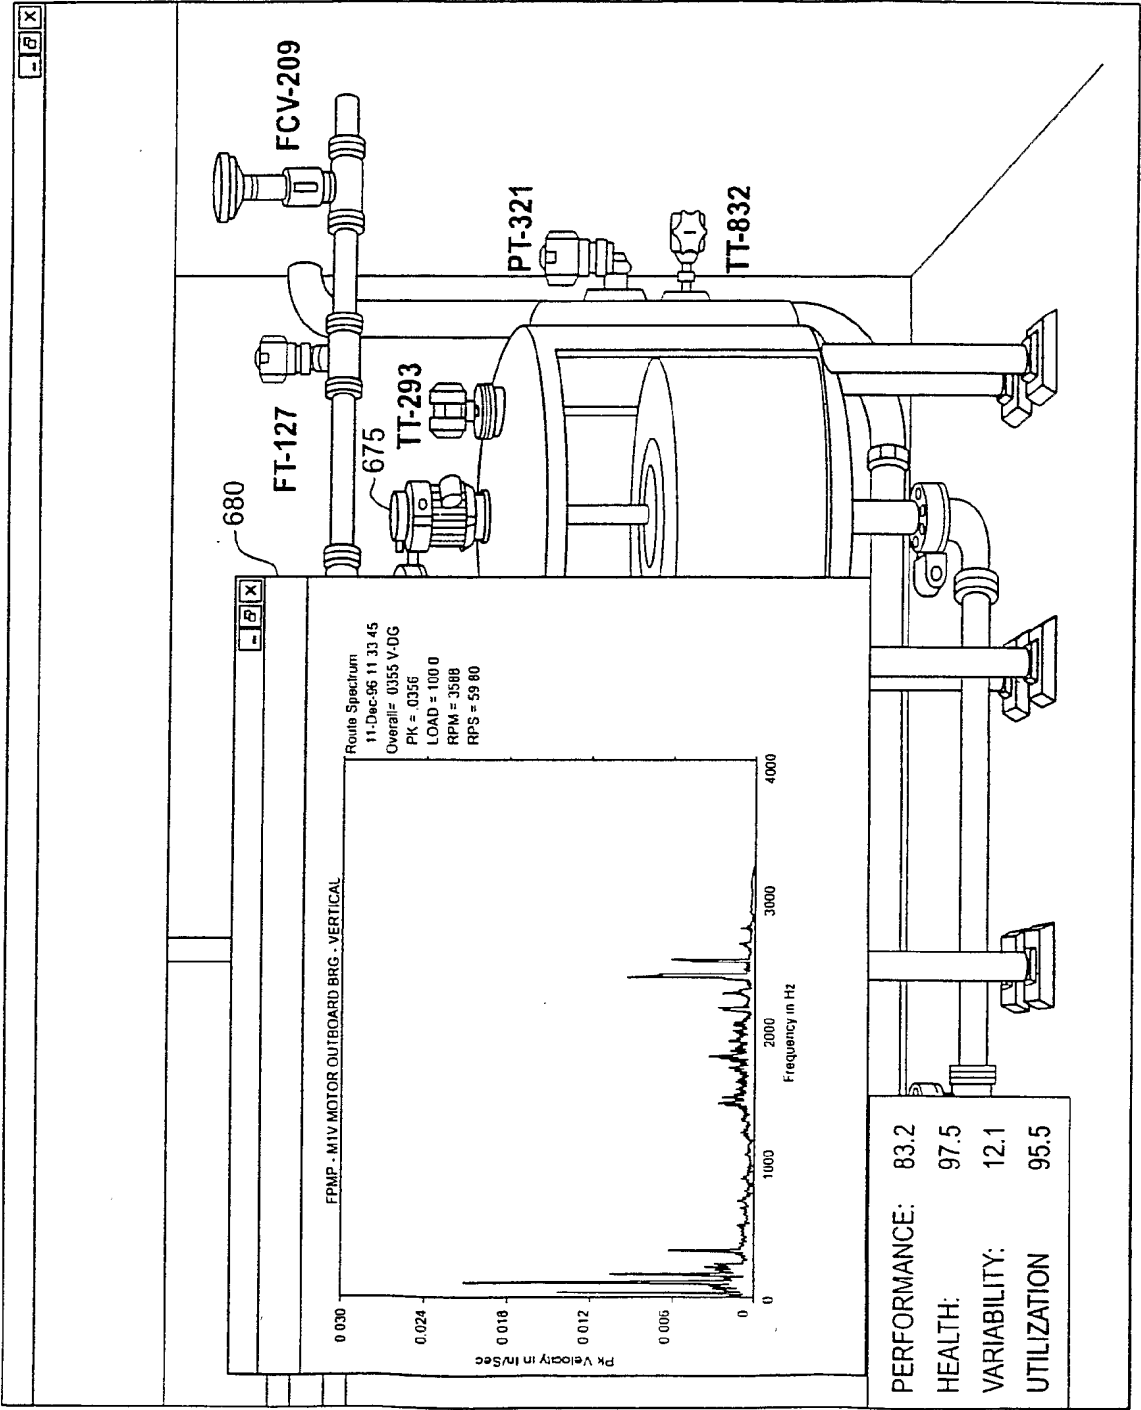 FCV-209
FT-127
PT-321
TT-293
TT-832
680
675
FPMP - M1V MOTOR OUTBOARD BRG - VERTICAL
Route Spectrum
11-Dec-96 11 33 45
Overall= 0355 V-DG
PK = .0356
LOAD = 100 0
RPM = 3588
RPS = 59 80
Pk Velocity in In/Sec
0 030
0.024
0 018
0 012
0 006
0
0
1000
2000
3000
4000
Frequency in Hz
PERFORMANCE: 83.2
HEALTH: 97.5
VARIABILITY: 12.1
UTILIZATION 95.5